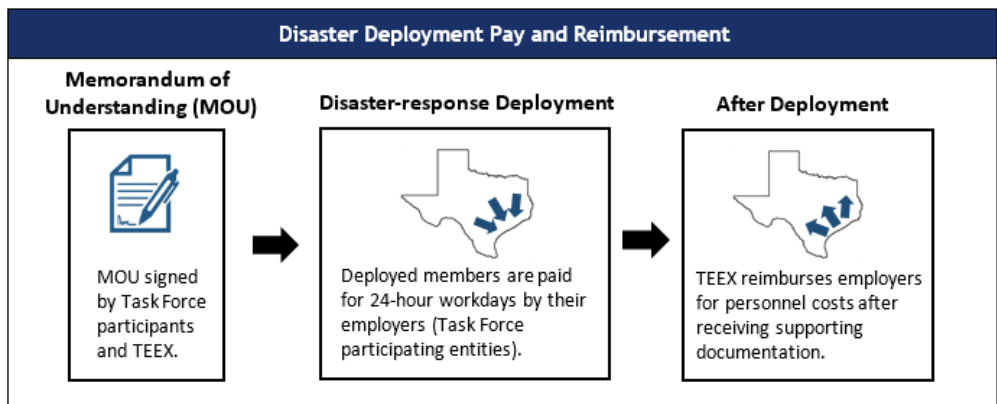 Disaster Deployment Pay and Reimbursement
Memorandum of
Understanding (MOU)
MOU signed
by Task Force
participants
and TEEX.
Disaster-response Deployment
Deployed members are paid
for 24-hour workdays by their
employers (Task Force
participating entities).
After Deployment
TEEX reimburses employers
for personnel costs after
receiving supporting
documentation.